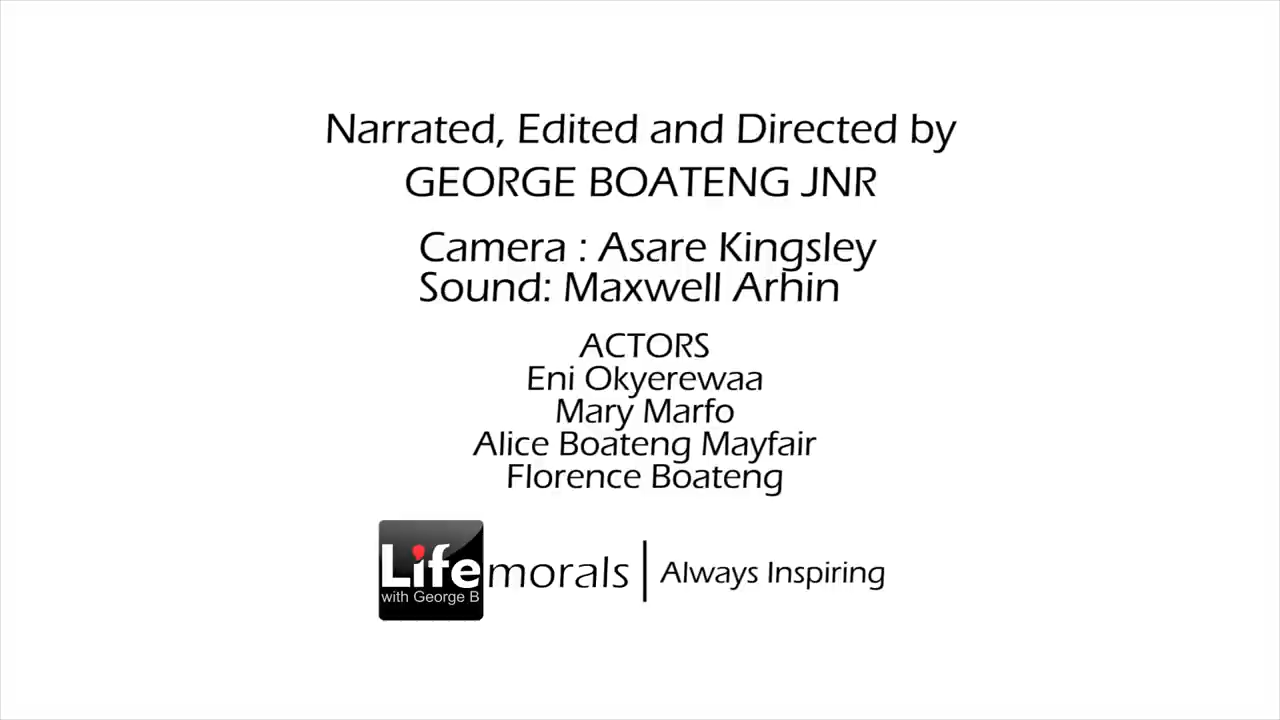 Narrated, Edited and Directed by
GEORGE BOATENG JNR
Camera : Asare Kingsley
Sound: Maxwell Arhin
ACTORS
Eni Okyerewaa
Mary Marfo
Alice Boateng Mayfair
Florence Boateng
Life morals | Always Inspiring
with George B